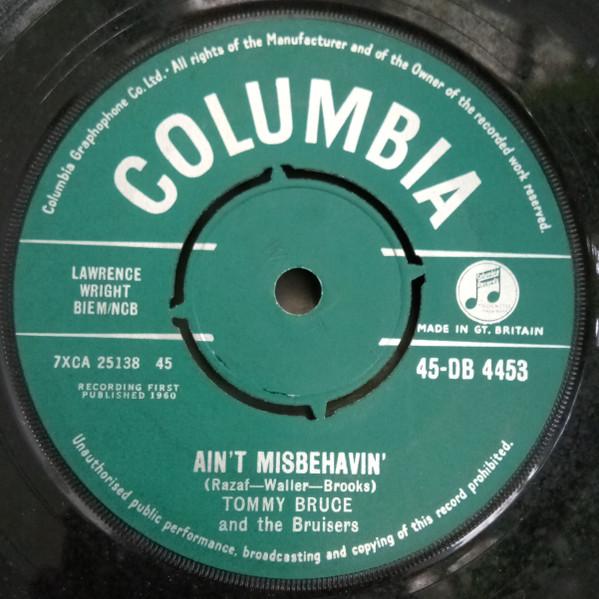 Columbia Graphophone Co. Ltd. · All rights of the Manufacturer and of the Owner of the recorded work reserved.
COLUMBIA
LAWRENCE
WRIGHT
BIEM/NCB
MADE IN GT. BRITAIN
7XCA 25138 45
45-DB 4453
RECORDING FIRST
PUBLISHED 1960
AIN'T MISBEHAVIN'
(Razaf—Waller—Brooks)
TOMMY BRUCE
and the Bruisers
Unauthorised public performance, broadcasting and copying of this record prohibited.